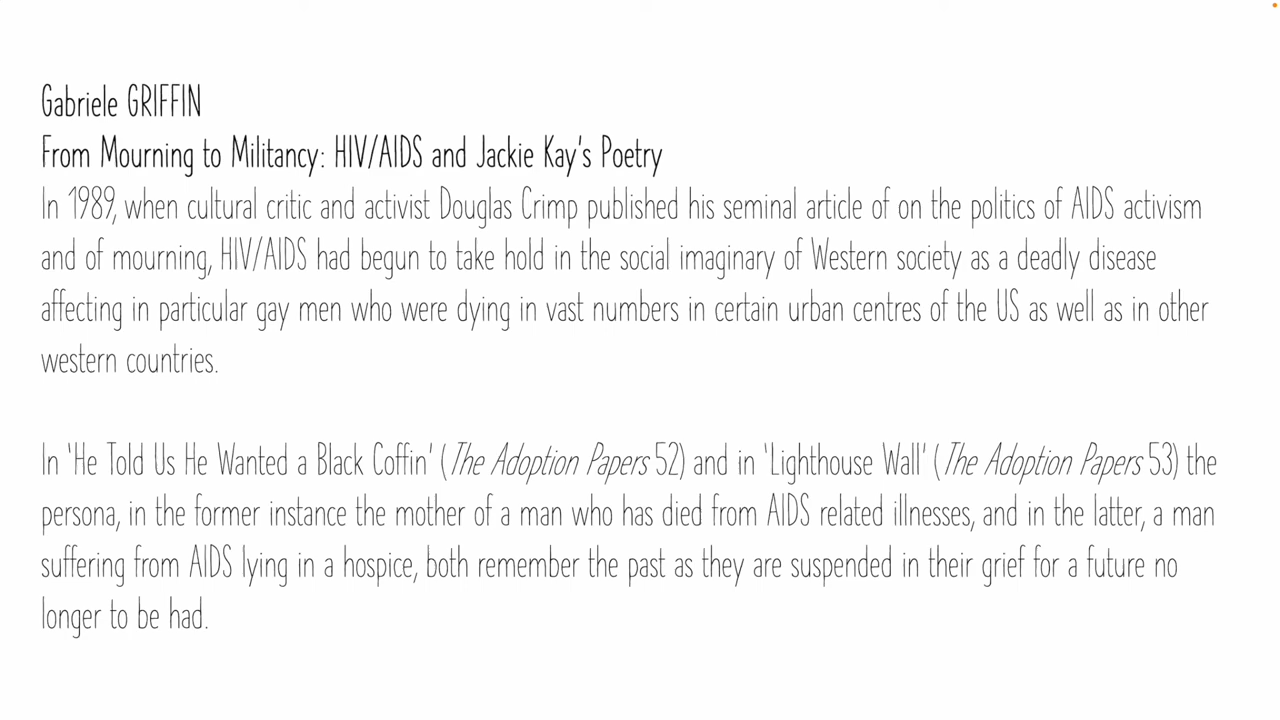 Gabriele GRIFFIN
From Mourning to Militancy: HIV/AIDS and Jackie Kay's Poetry
In 1989, when cultural critic and activist Douglas Crimp published his seminal article of on the politics of AIDS activism
and of mourning, HIV/AIDS had begun to take hold in the social imaginary of Western society as a deadly disease
affecting in particular gay men who were dying in vast numbers in certain urban centres of the US as well as in other
western countries.
In 'He Told Us He Wanted a Black Coffin' (The Adoption Papers 52) and in 'Lighthouse Wall' (The Adoption Papers 53) the
persona, in the former instance the mother of a man who has died from AIDS related illnesses, and in the latter, a man
suffering from AIDS lying in a hospice, both remember the past as they are suspended in their grief for a future no
longer to be had.